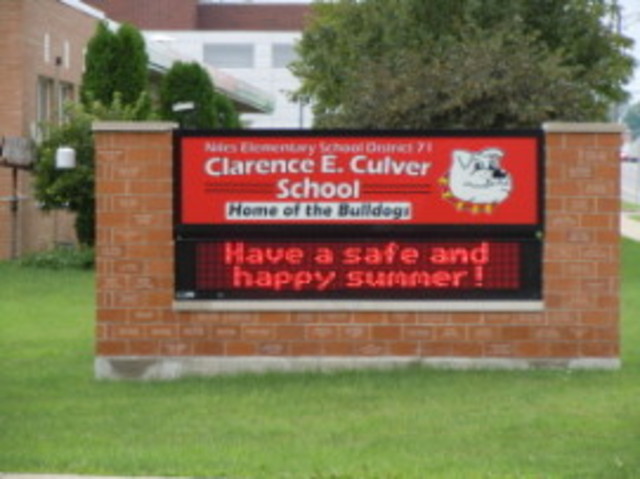 Niles Elementary School District 71
Clarence E. Culver
School
Home of the Bulldogs
Have a safe and
happy summer!